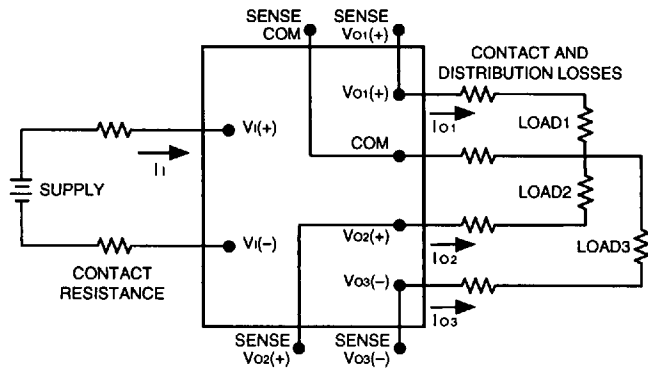 SENSE
COM
SENSE
VO1(+)
CONTACT AND
DISTRIBUTION LOSSES
VO1(+)
IO1
LOAD1
VI(+)
II
COM
SUPPLY
LOAD2
VO2(+)
IO2
LOAD3
VI(-)
CONTACT
RESISTANCE
VO3(-)
IO3
SENSE
VO2(+)
SENSE
VO3(-)